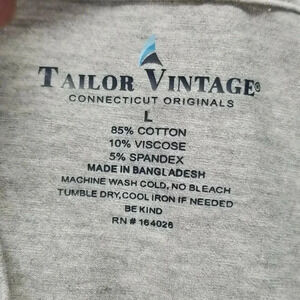 TAILOR VINTAGE®
CONNECTICUT ORIGINALS
L
85% COTTON
10% VISCOSE
5% SPANDEX
MADE IN BANGLADESH
MACHINE WASH COLD, NO BLEACH
TUMBLE DRY, COOL IRON IF NEEDED
BE KIND
RN # 164026